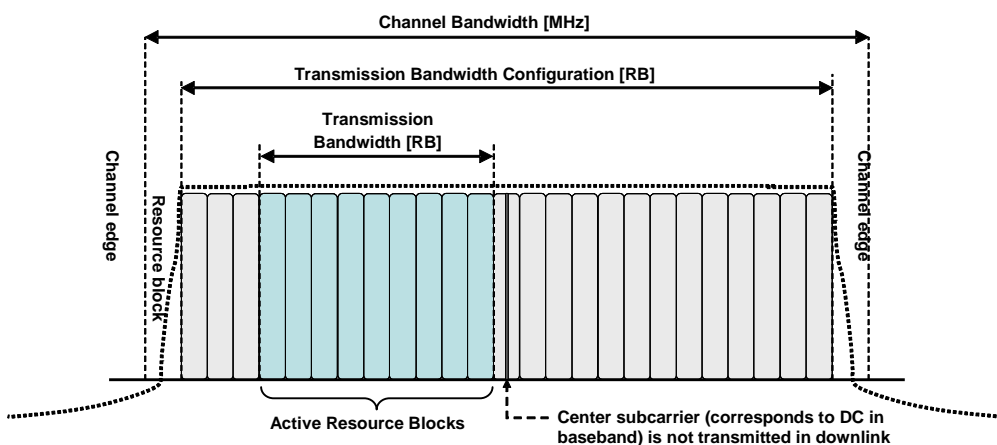 Channel Bandwidth [MHz]
Transmission Bandwidth Configuration [RB]
Transmission
Bandwidth [RB]
Channel edge
Resource block
Channel edge
Active Resource Blocks
Center subcarrier (corresponds to DC in
baseband) is not transmitted in downlink